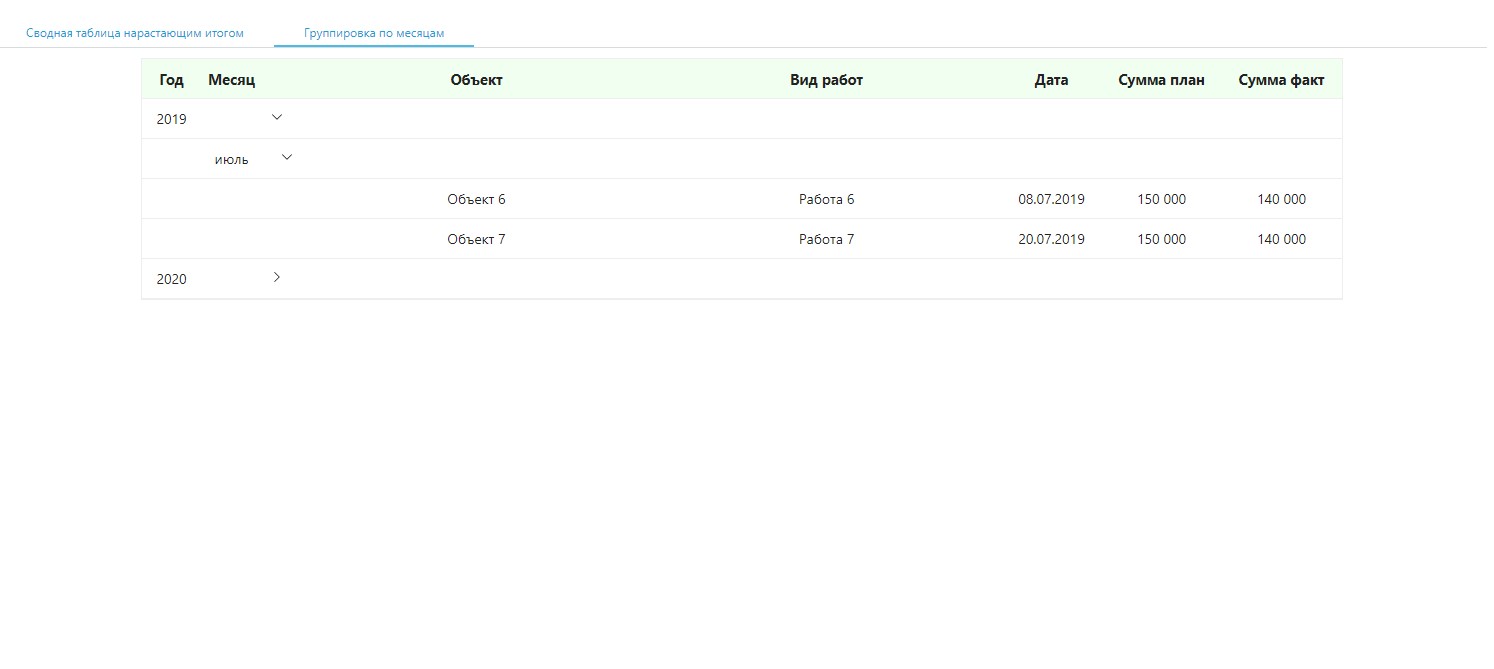 Сводная таблица нарастающим итогом Группировка по месяцам
Год Месяц Объект Вид работ Дата Сумма план Сумма факт
2019
июль
Объект 6 Работа 6 08.07.2019 150 000 140 000
Объект 7 Работа 7 20.07.2019 150 000 140 000
2020